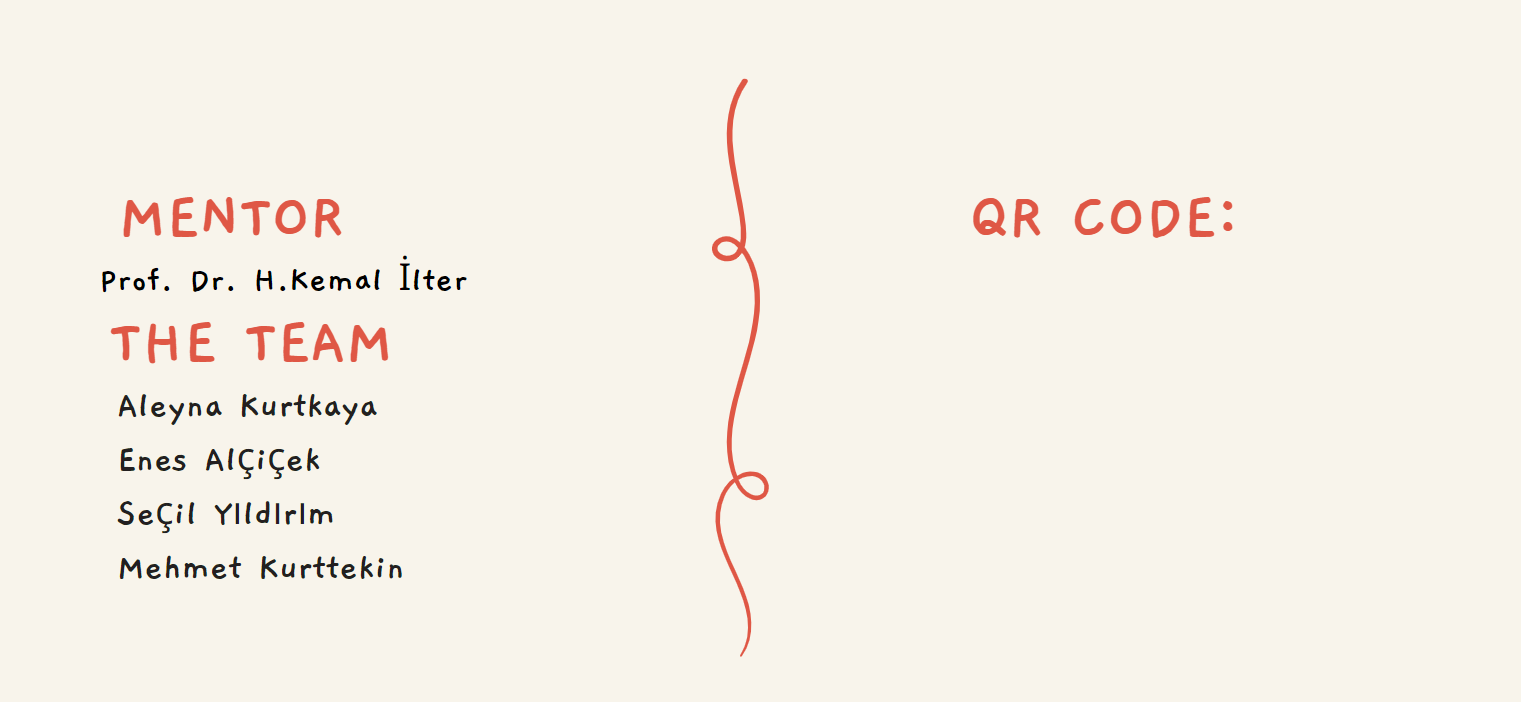 MENTOR
Prof. Dr. H.Kemal İlter
THE TEAM
Aleyna Kurtkaya
Enes AlÇiÇek
SeÇil YIldIrIm
Mehmet Kurttekin
QR CODE: